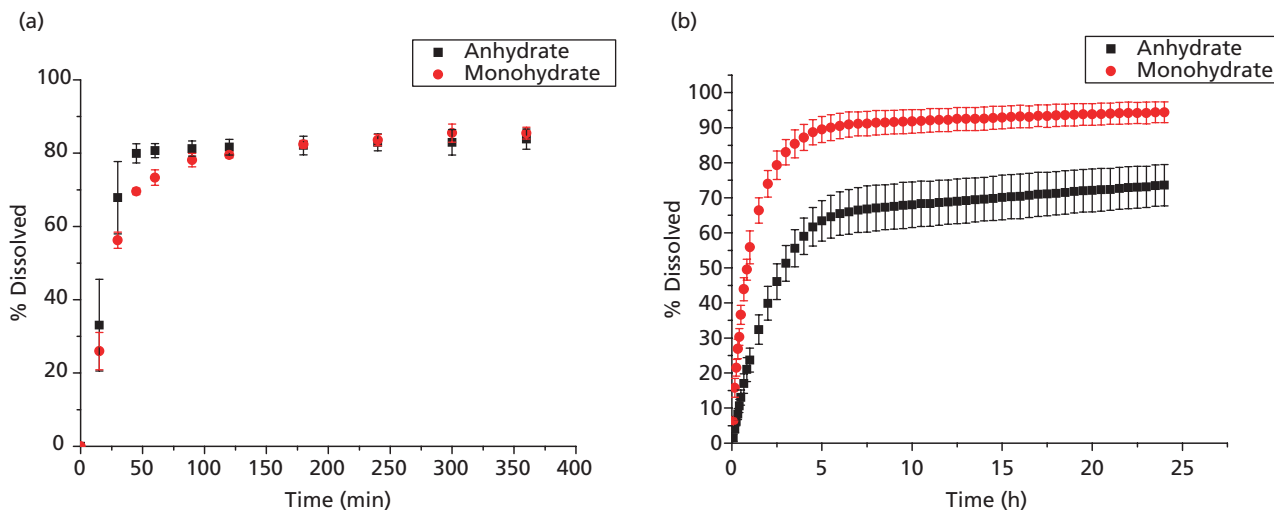 (a)
Anhydrate
Monohydrate
100
80
60
40
20
0
% Dissolved
0 50 100 150 200 250 300 350 400
Time (min)
(b)
Anhydrate
Monohydrate
100
90
80
70
60
50
40
30
20
10
0
% Dissolved
0 5 10 15 20 25
Time (h)